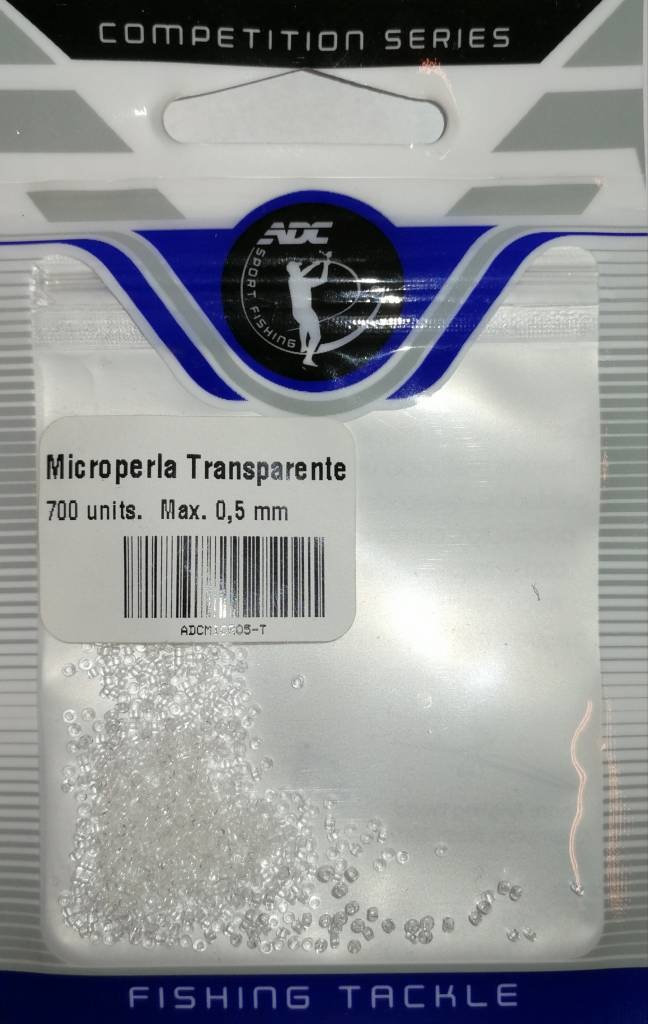 COMPETITION SERIES
ADC
SPORT FISHING
Microperla Transparente
700 units. Max. 0,5 mm
FISHING TACKLE